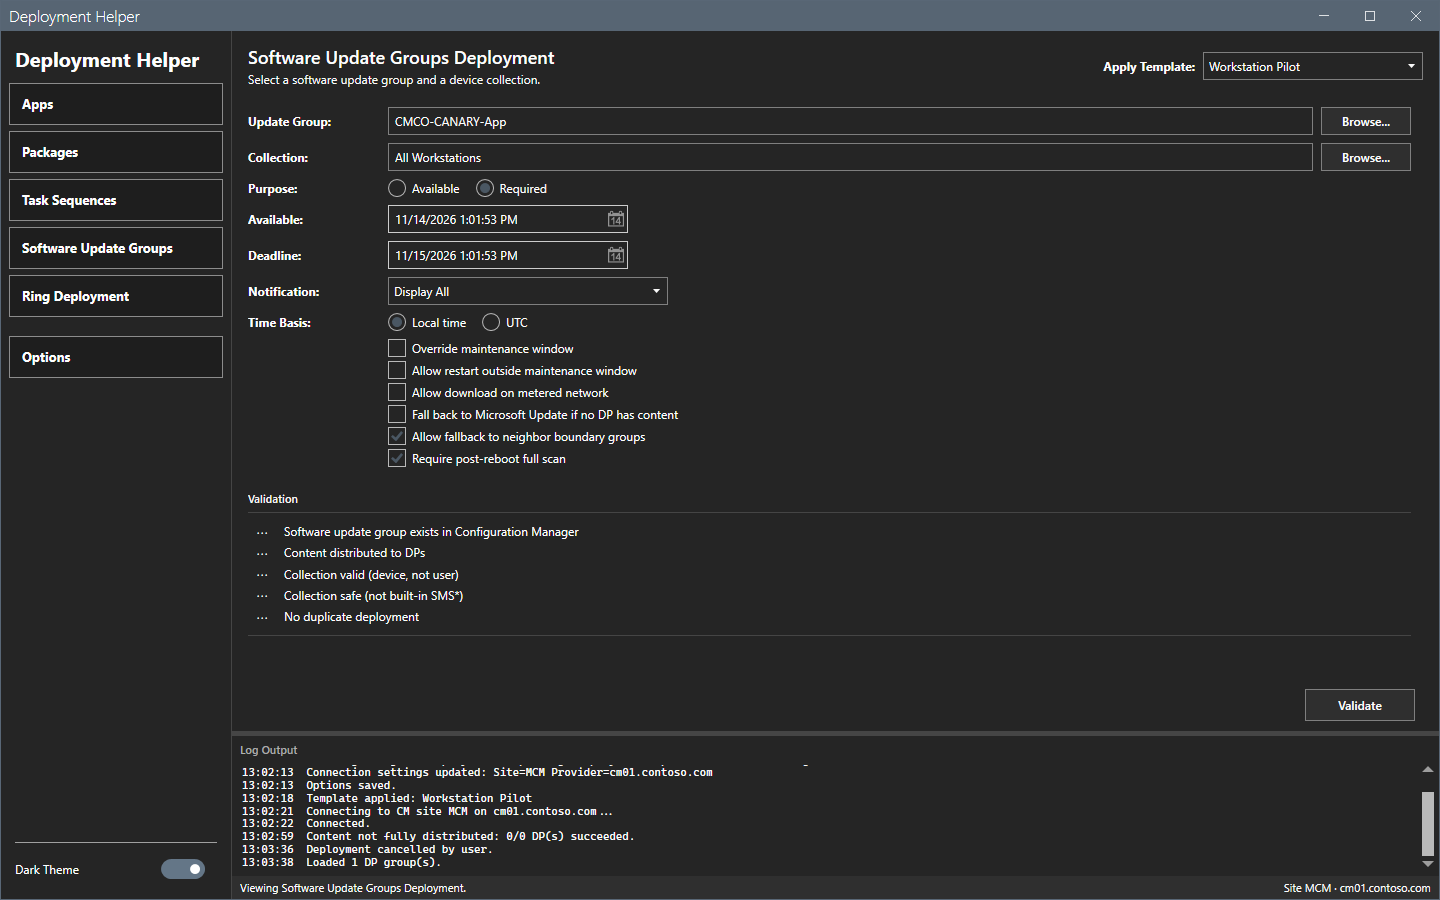 Deployment Helper
Deployment Helper
Apps
Packages
Task Sequences
Software Update Groups
Ring Deployment
Options
Dark Theme
Software Update Groups Deployment
Select a software update group and a device collection.
Apply Template: Workstation Pilot
Update Group: CMCO-CANARY-App Browse...
Collection: All Workstations Browse...
Purpose: Available Required
Available: 11/14/2026 1:01:53 PM 14
Deadline: 11/15/2026 1:01:53 PM 14
Notification: Display All
Time Basis: Local time UTC
Override maintenance window
Allow restart outside maintenance window
Allow download on metered network
Fall back to Microsoft Update if no DP has content
Allow fallback to neighbor boundary groups
Require post-reboot full scan
Validation
... Software update group exists in Configuration Manager
... Content distributed to DPs
... Collection valid (device, not user)
... Collection safe (not built-in SMS*)
... No duplicate deployment
Validate
Log Output
13:02:13 Connection settings updated: Site=MCM Provider=cm01.contoso.com
13:02:13 Options saved.
13:02:18 Template applied: Workstation Pilot
13:02:21 Connecting to CM site MCM on cm01.contoso.com...
13:02:22 Connected.
13:02:59 Content not fully distributed: 0/0 DP(s) succeeded.
13:03:36 Deployment cancelled by user.
13:03:38 Loaded 1 DP group(s).
Viewing Software Update Groups Deployment.
Site MCM · cm01.contoso.com